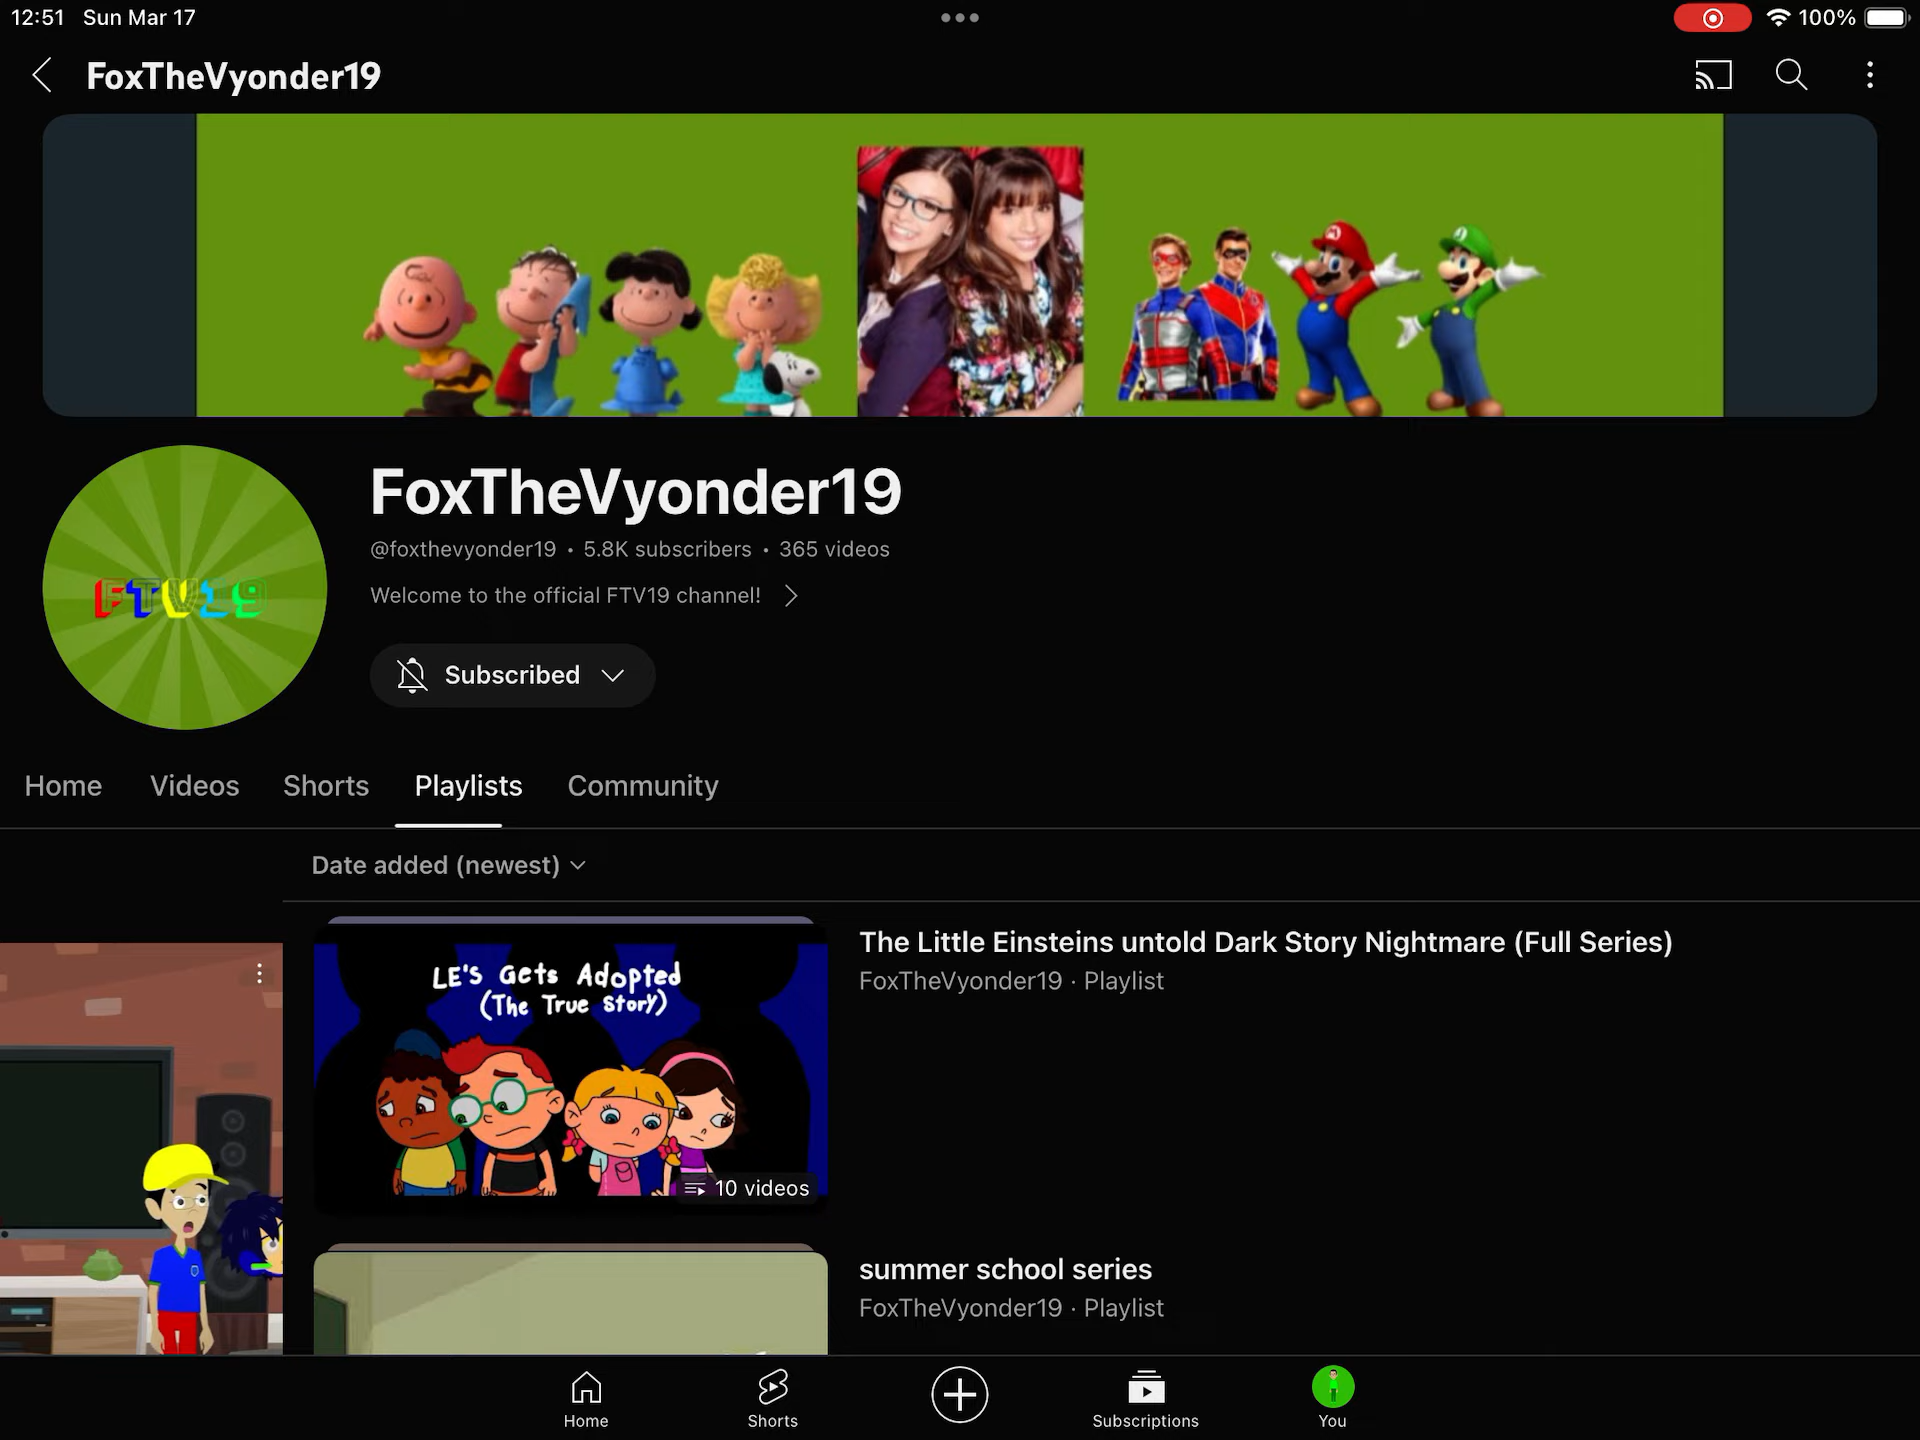 12:51 Sun Mar 17
100%
FoxTheVyonder19
FTV19
FoxTheVyonder19
@foxthevyonder19 • 5.8K subscribers • 365 videos
Welcome to the official FTV19 channel!
Subscribed
Home Videos Shorts Playlists Community
Date added (newest)
LE'S Gets Adopted
(The True Story)
10 videos
The Little Einsteins untold Dark Story Nightmare (Full Series)
FoxTheVyonder19 · Playlist
summer school series
FoxTheVyonder19 · Playlist
Home Shorts Subscriptions You